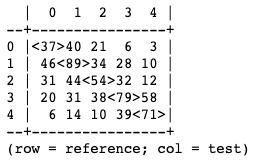 |  0  1  2  3  4 |
--+----------------+
0 |<37>40 21  6  3 |
1 | 46<89>34 28 10 |
2 | 31 44<54>32 12 |
3 | 20 31 38<79>58 |
4 |  6 14 10 39<71>|
--+----------------+
(row = reference; col = test)